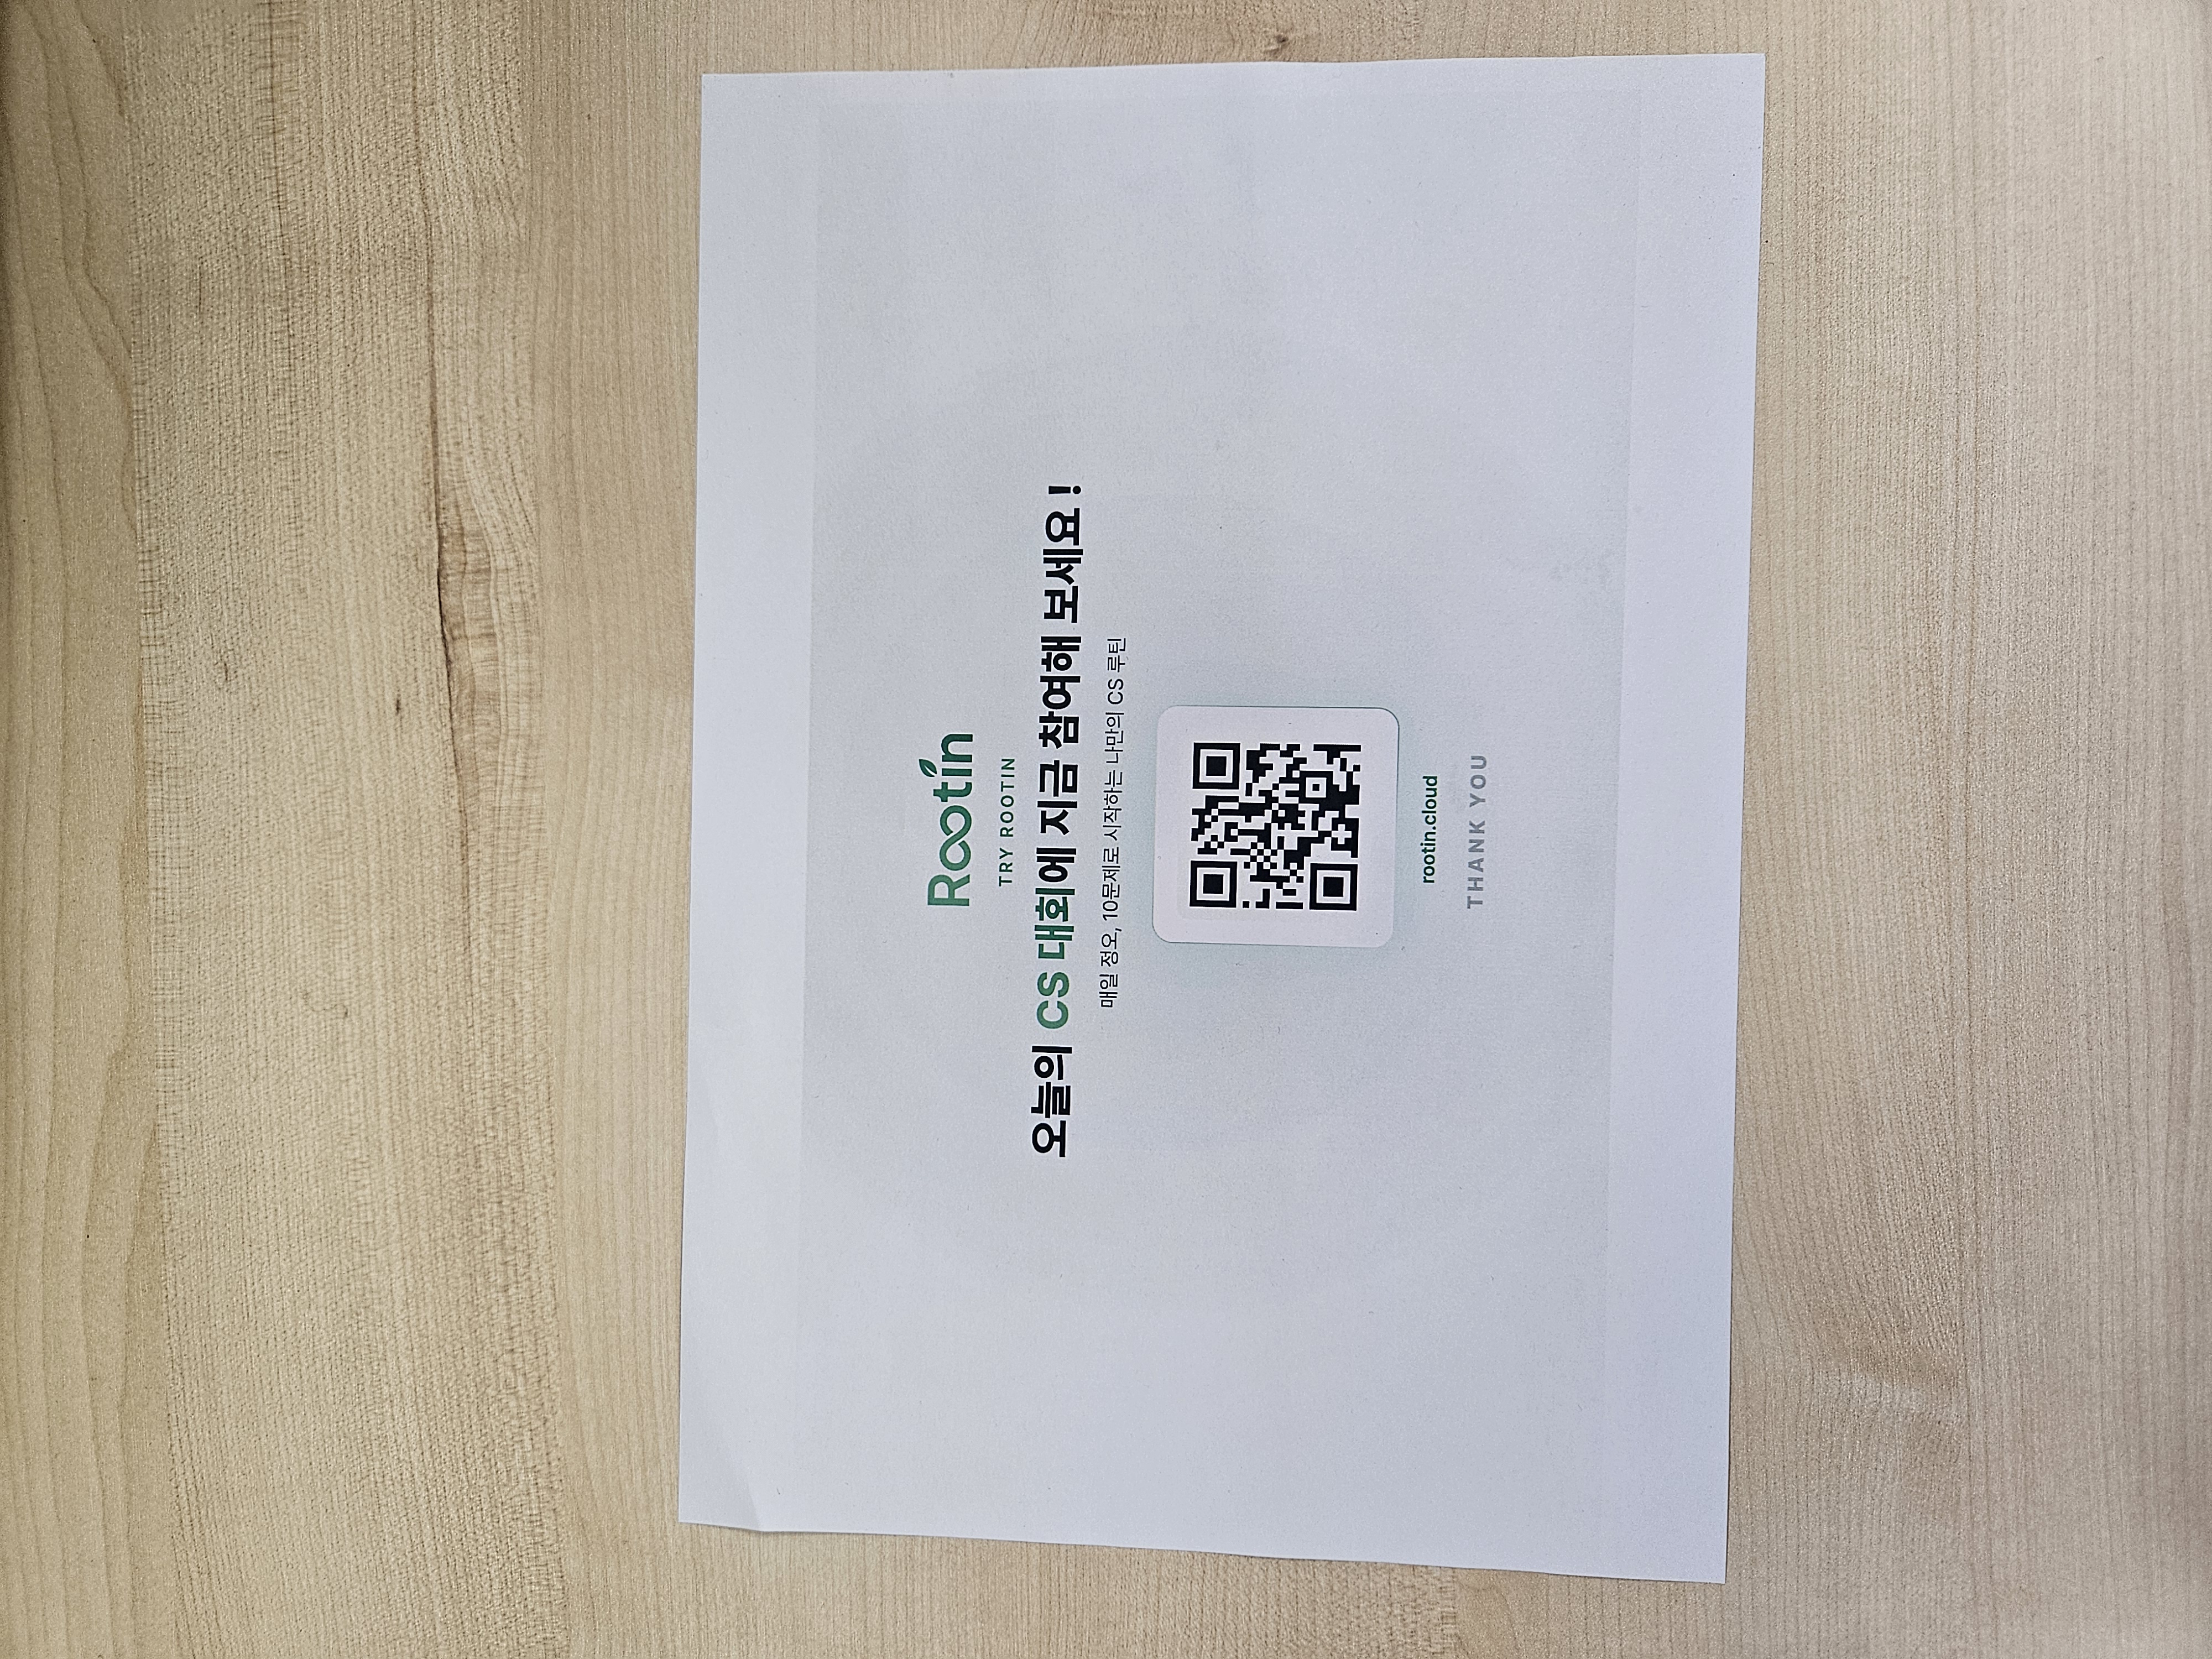 Rootin
TRY ROOTIN
오늘의 CS 대회에 지금 참여해 보세요 !
매일 정오, 10문제로 시작하는 나만의 CS 루틴
rootin.cloud
THANK YOU